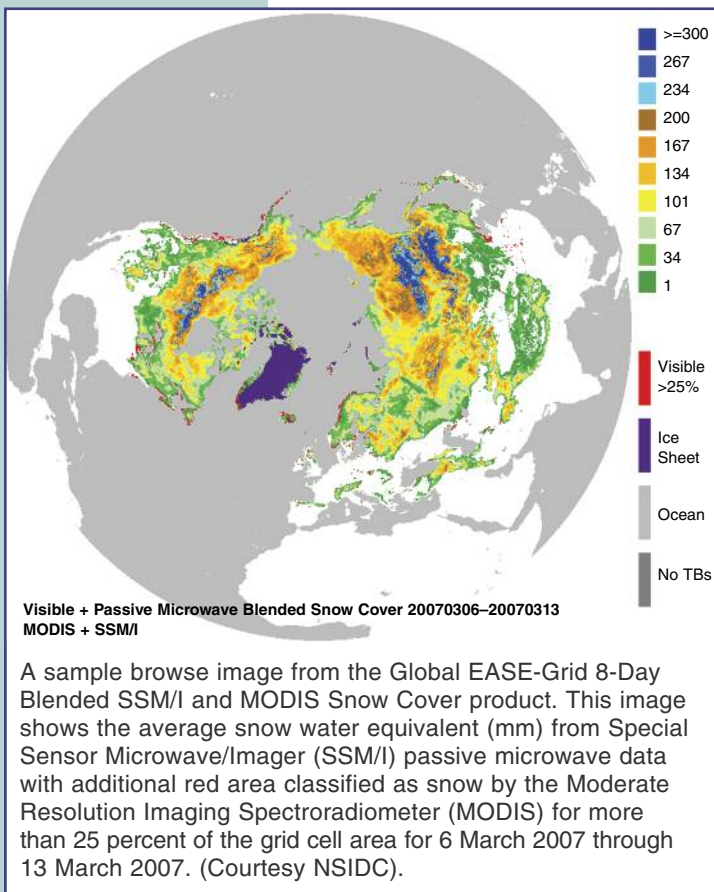 >=300
267
234
200
167
134
101
67
34
1
Visible
>25%
Ice
Sheet
Ocean
No TBs
Visible + Passive Microwave Blended Snow Cover 20070306–20070313
MODIS + SSM/I
A sample browse image from the Global EASE-Grid 8-Day
Blended SSM/I and MODIS Snow Cover product. This image
shows the average snow water equivalent (mm) from Special
Sensor Microwave/Imager (SSM/I) passive microwave data
with additional red area classified as snow by the Moderate
Resolution Imaging Spectroradiometer (MODIS) for more
than 25 percent of the grid cell area for 6 March 2007 through
13 March 2007. (Courtesy NSIDC).